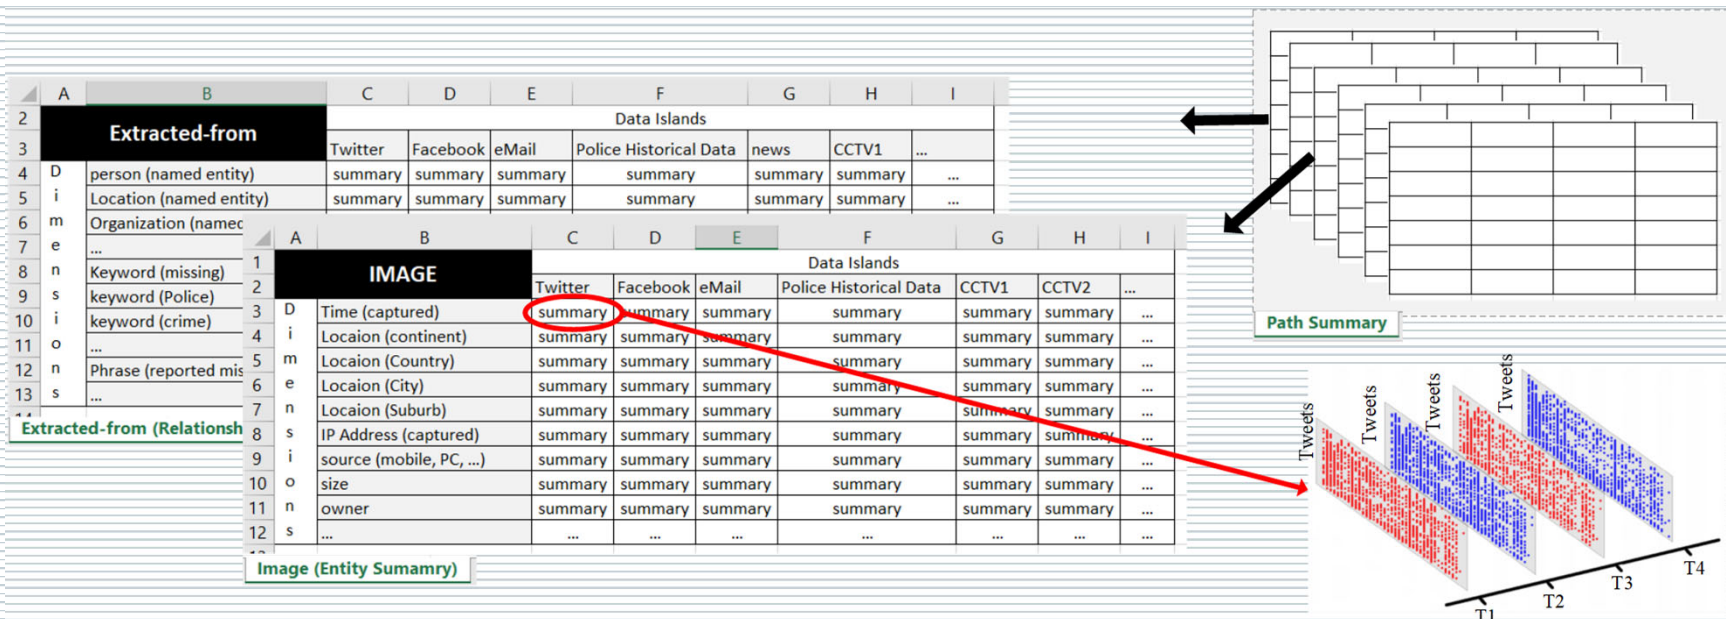 A B C D E F G H I
2 Extracted-from Data Islands
3 Twitter Facebook eMail Police Historical Data news CCTV1 ...
4 D person (named entity) summary summary summary summary summary summary ...
5 i Location (named entity) summary summary summary summary summary summary ...
6 m Organization (named
7 e ...
8 n Keyword (missing)
9 s keyword (Police)
10 i keyword (crime)
11 o ...
12 n Phrase (reported mis
13 s ...
Extracted-from (Relationsh
A B C D E F G H I
1 IMAGE Data Islands
2 Twitter Facebook eMail Police Historical Data CCTV1 CCTV2 ...
3 D Time (captured) summary summary summary summary summary summary ...
4 i Locaion (continent) summary summary summary summary summary summary ...
5 m Locaion (Country) summary summary summary summary summary summary ...
6 e Locaion (City) summary summary summary summary summary summary ...
7 n Locaion (Suburb) summary summary summary summary summary summary ...
8 s IP Address (captured) summary summary summary summary summary summary ...
9 i source (mobile, PC, ...) summary summary summary summary summary summary ...
10 o size summary summary summary summary summary summary ...
11 n owner summary summary summary summary summary summary ...
12 s ... ... ... ... ... ... ... ...
Image (Entity Sumamry)
Path Summary
Tweets Tweets Tweets Tweets
T1 T2 T3 T4